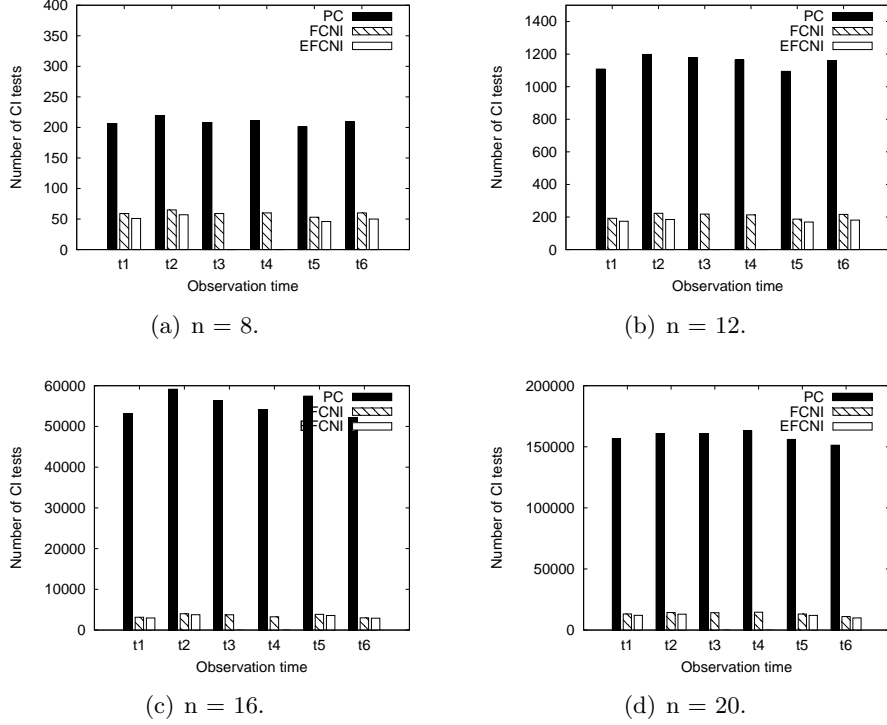 400
350
300
250
200
150
100
50
0
Number of CI tests
PC
FCNI
EFCNI
t1 t2 t3 t4 t5 t6
Observation time
(a) n = 8.
1400
1200
1000
800
600
400
200
0
Number of CI tests
PC
FCNI
EFCNI
t1 t2 t3 t4 t5 t6
Observation time
(b) n = 12.
60000
50000
40000
30000
20000
10000
0
Number of CI tests
PC
FCNI
EFCNI
t1 t2 t3 t4 t5 t6
Observation time
(c) n = 16.
200000
150000
100000
50000
0
Number of CI tests
PC
FCNI
EFCNI
t1 t2 t3 t4 t5 t6
Observation time
(d) n = 20.